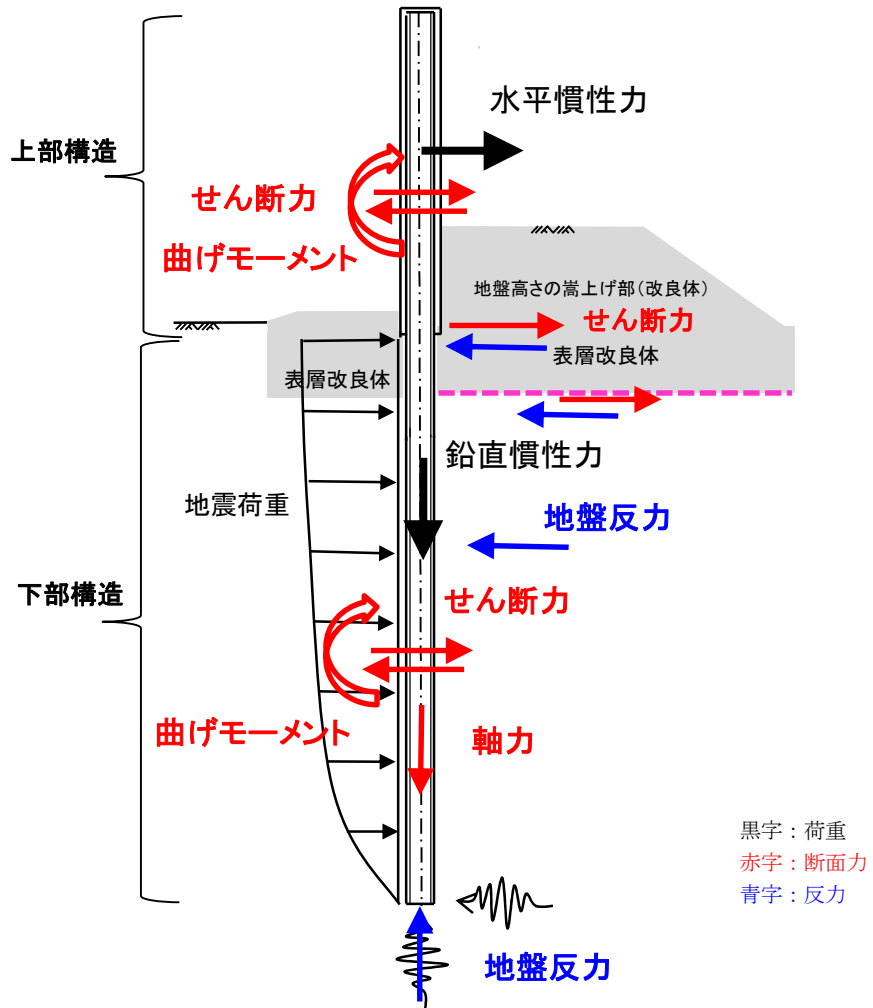 水平慣性力
上部構造
せん断力
曲げモーメント
地盤高さの嵩上げ部(改良体)
せん断力
表層改良体
表層改良体
鉛直慣性力
地震荷重
地盤反力
下部構造
せん断力
曲げモーメント
軸力
黒字：荷重
赤字：断面力
青字：反力
地盤反力